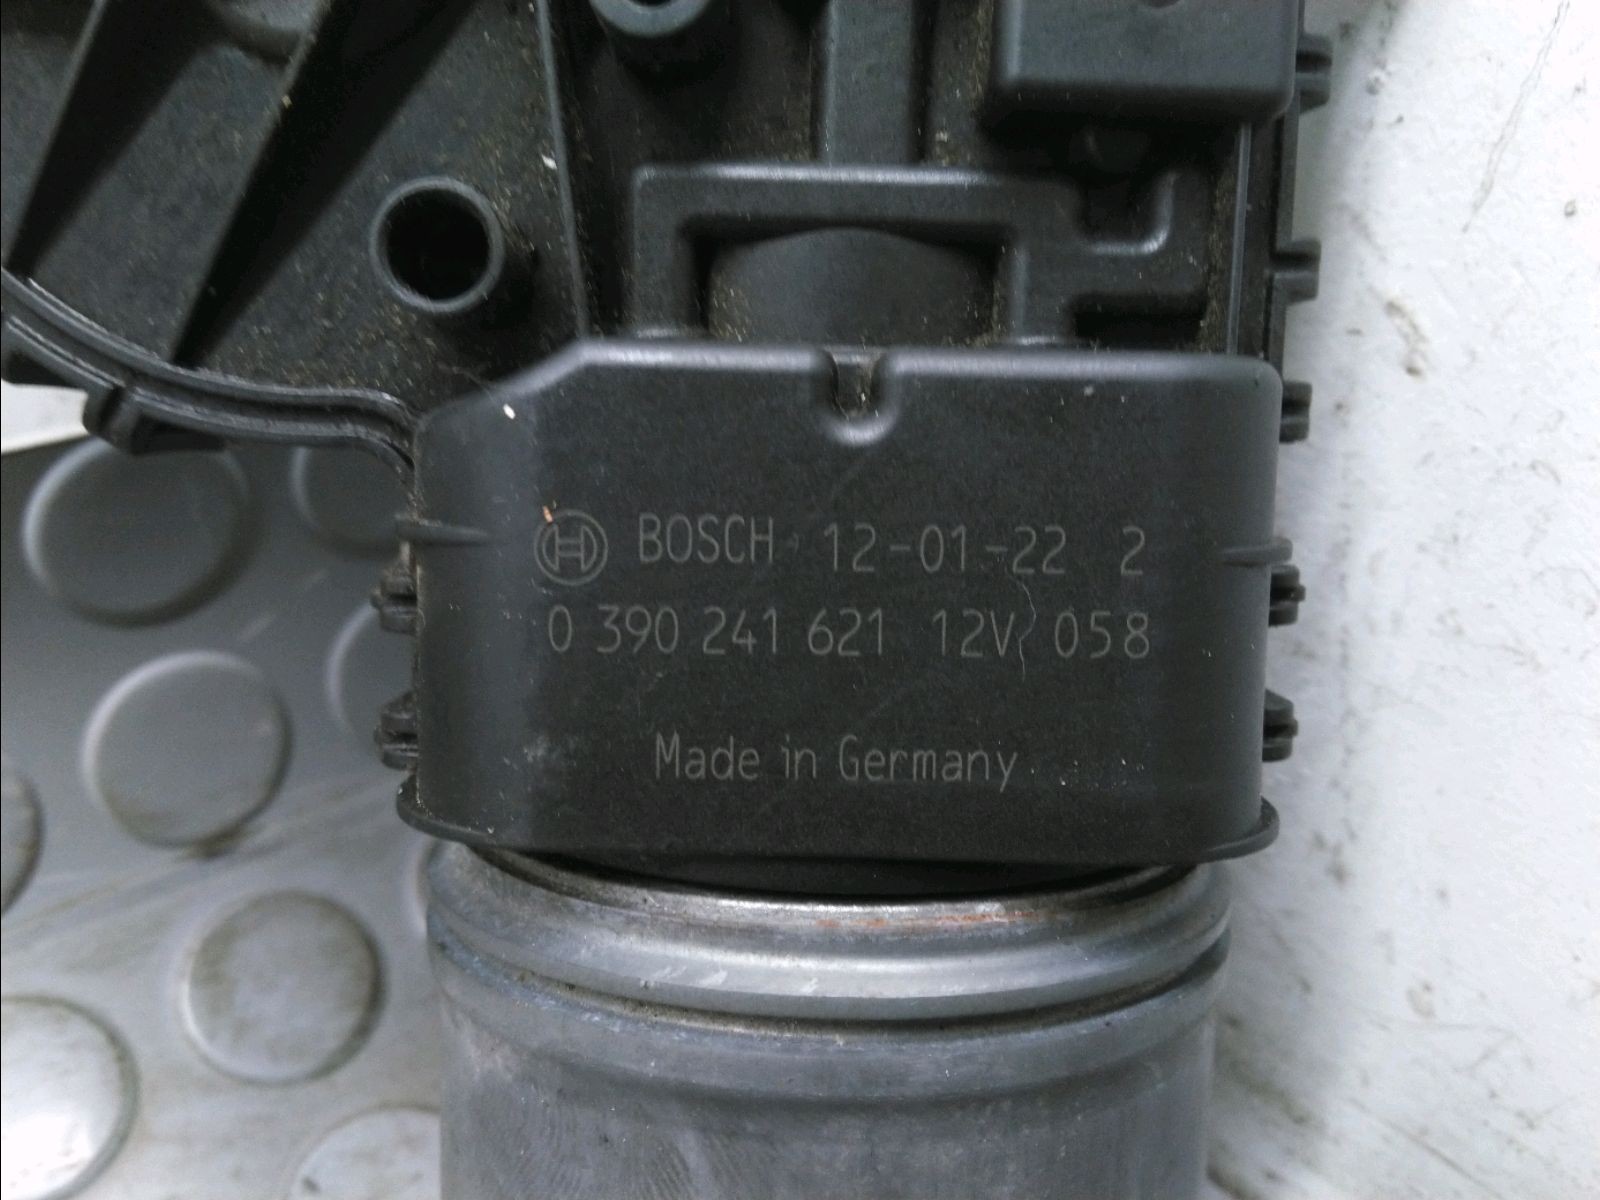 BOSCH 12-01-22 2
0 390 241 621 12V 058
Made in Germany